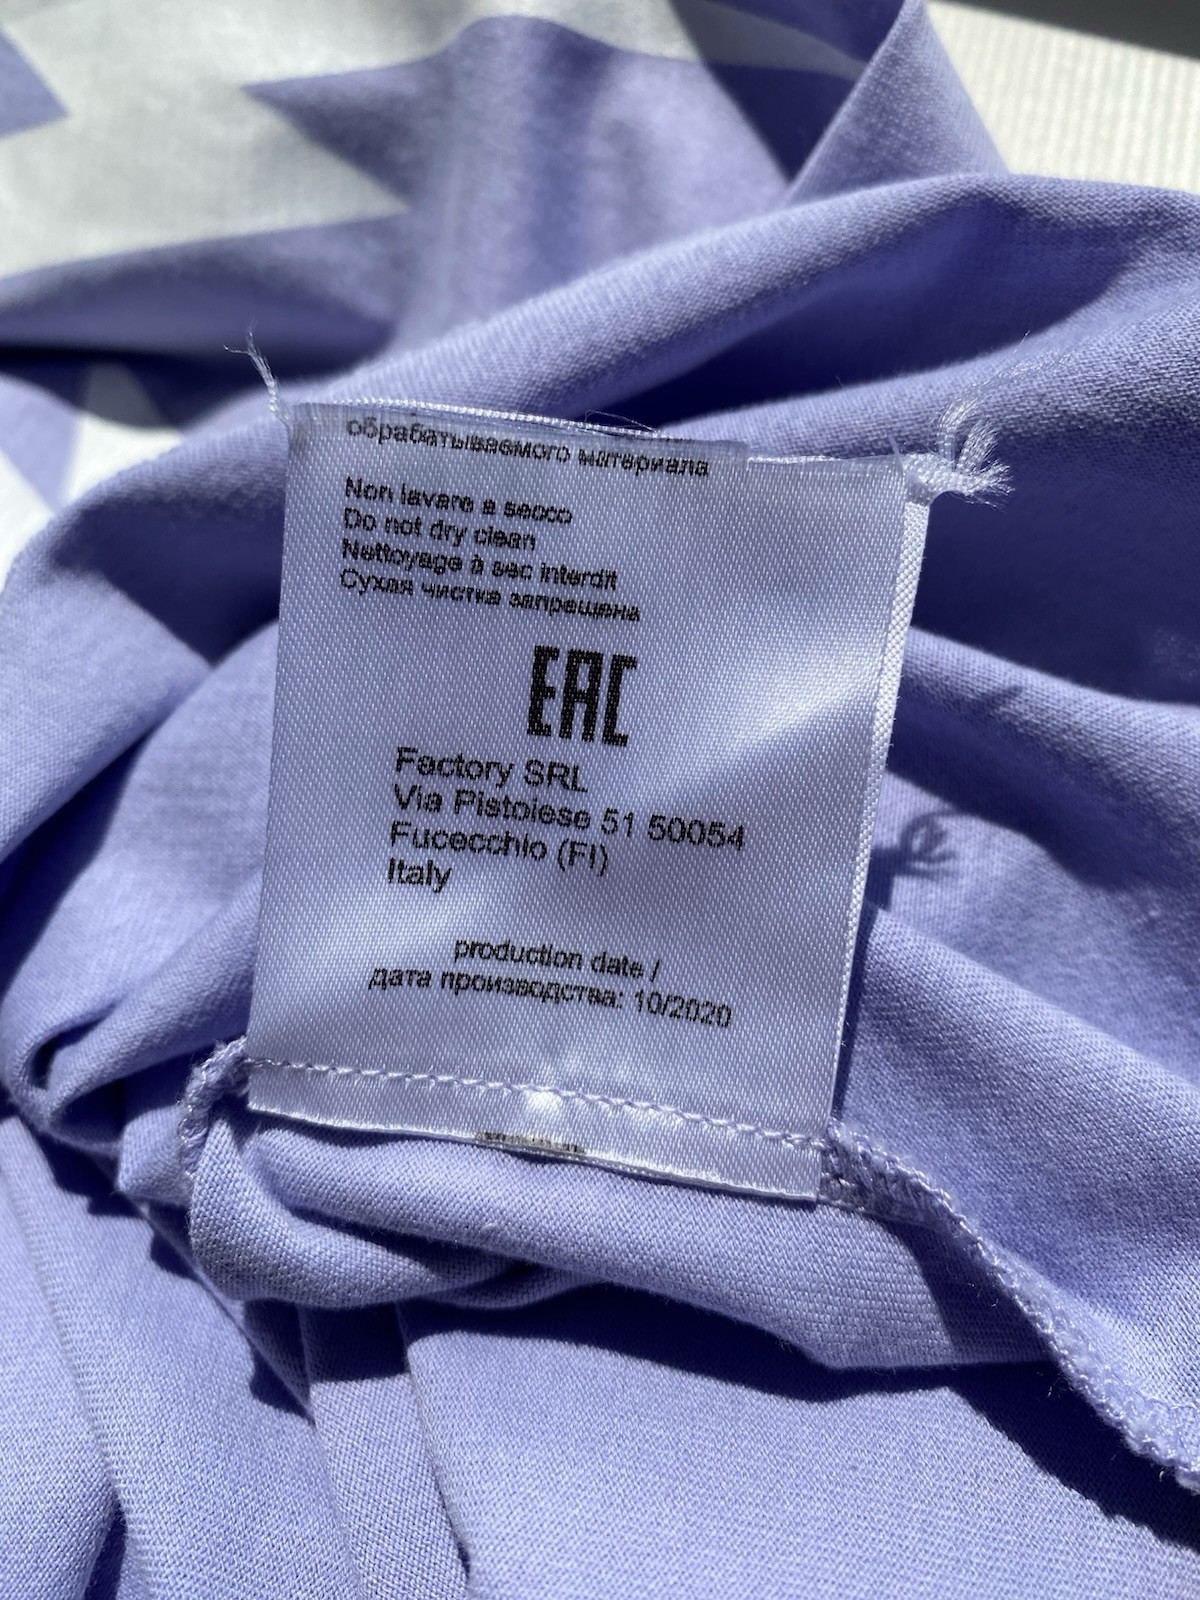 обрабатываемого материала
Non lavare a secco
Do not dry clean
Nettoyage à sec interdit
Сухая чистка запрещена
EAC
Factory SRL
Via Pistoiese 51 50054
Fucecchio (FI)
Italy
production date /
дата производства: 10/2020